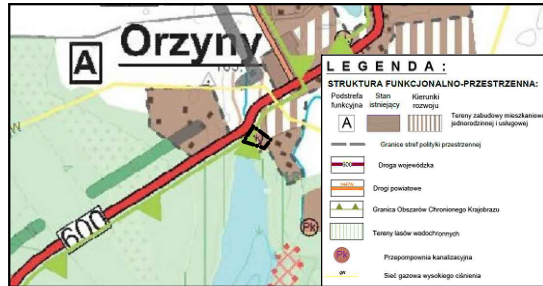 A
Orzyny
600
Pk
LEGENDA:
STRUKTURA FUNKCJONALNO-PRZESTRZENNA:
Podstrefa funkcyjna
Stan istniejący
Kierunki rozwoju
A
Tereny zabudowy mieszkaniowej
jednorodzinnej i usługowej
Granice stref polityki przestrzennej
600
Droga wojewódzka
Drogi powiatowe
Granica Obszarów Chronionego Krajobrazu
Tereny lasów wodochronnych
Pk
Przepompownia kanalizacyjna
Sieć gazowa wysokiego ciśnienia